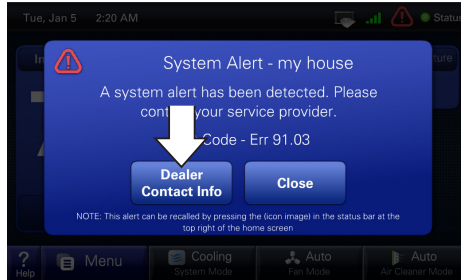 Tue, Jan 5 2:20 AM Status
System Alert - my house
A system alert has been detected. Please
your service provider.
Code - Err 91.03
Dealer
Contact Info
Close
NOTE: This alert can be recalled by pressing the (icon image) in the status bar at the
top right of the home screen
?
Help
Menu
Cooling
System Mode
Auto
Fan Mode
Auto
Air Cleaner Mode